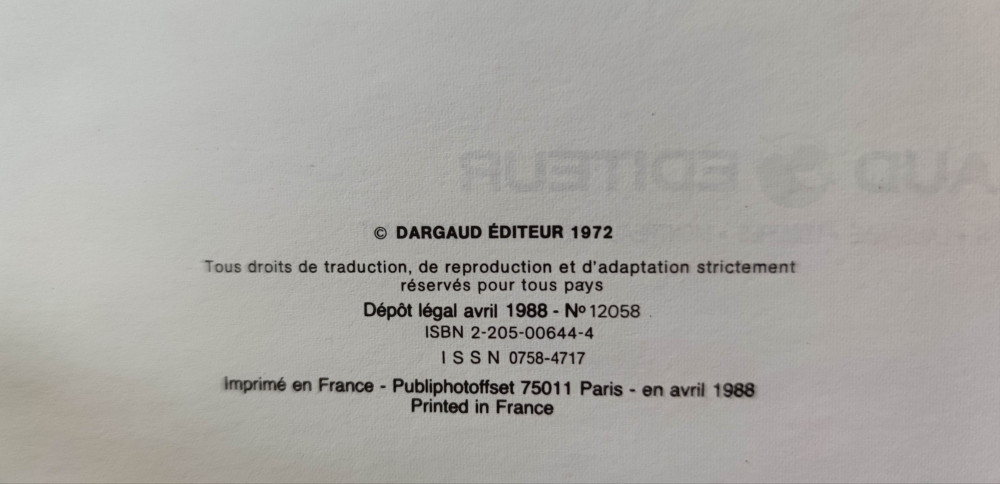 © DARGAUD ÉDITEUR 1972
Tous droits de traduction, de reproduction et d'adaptation strictement
réservés pour tous pays
Dépôt légal avril 1988 - Nº 12058
ISBN 2-205-00644-4
I S S N 0758-4717
Imprimé en France - Publiphotoffset 75011 Paris - en avril 1988
Printed in France
AUD EDITEUR